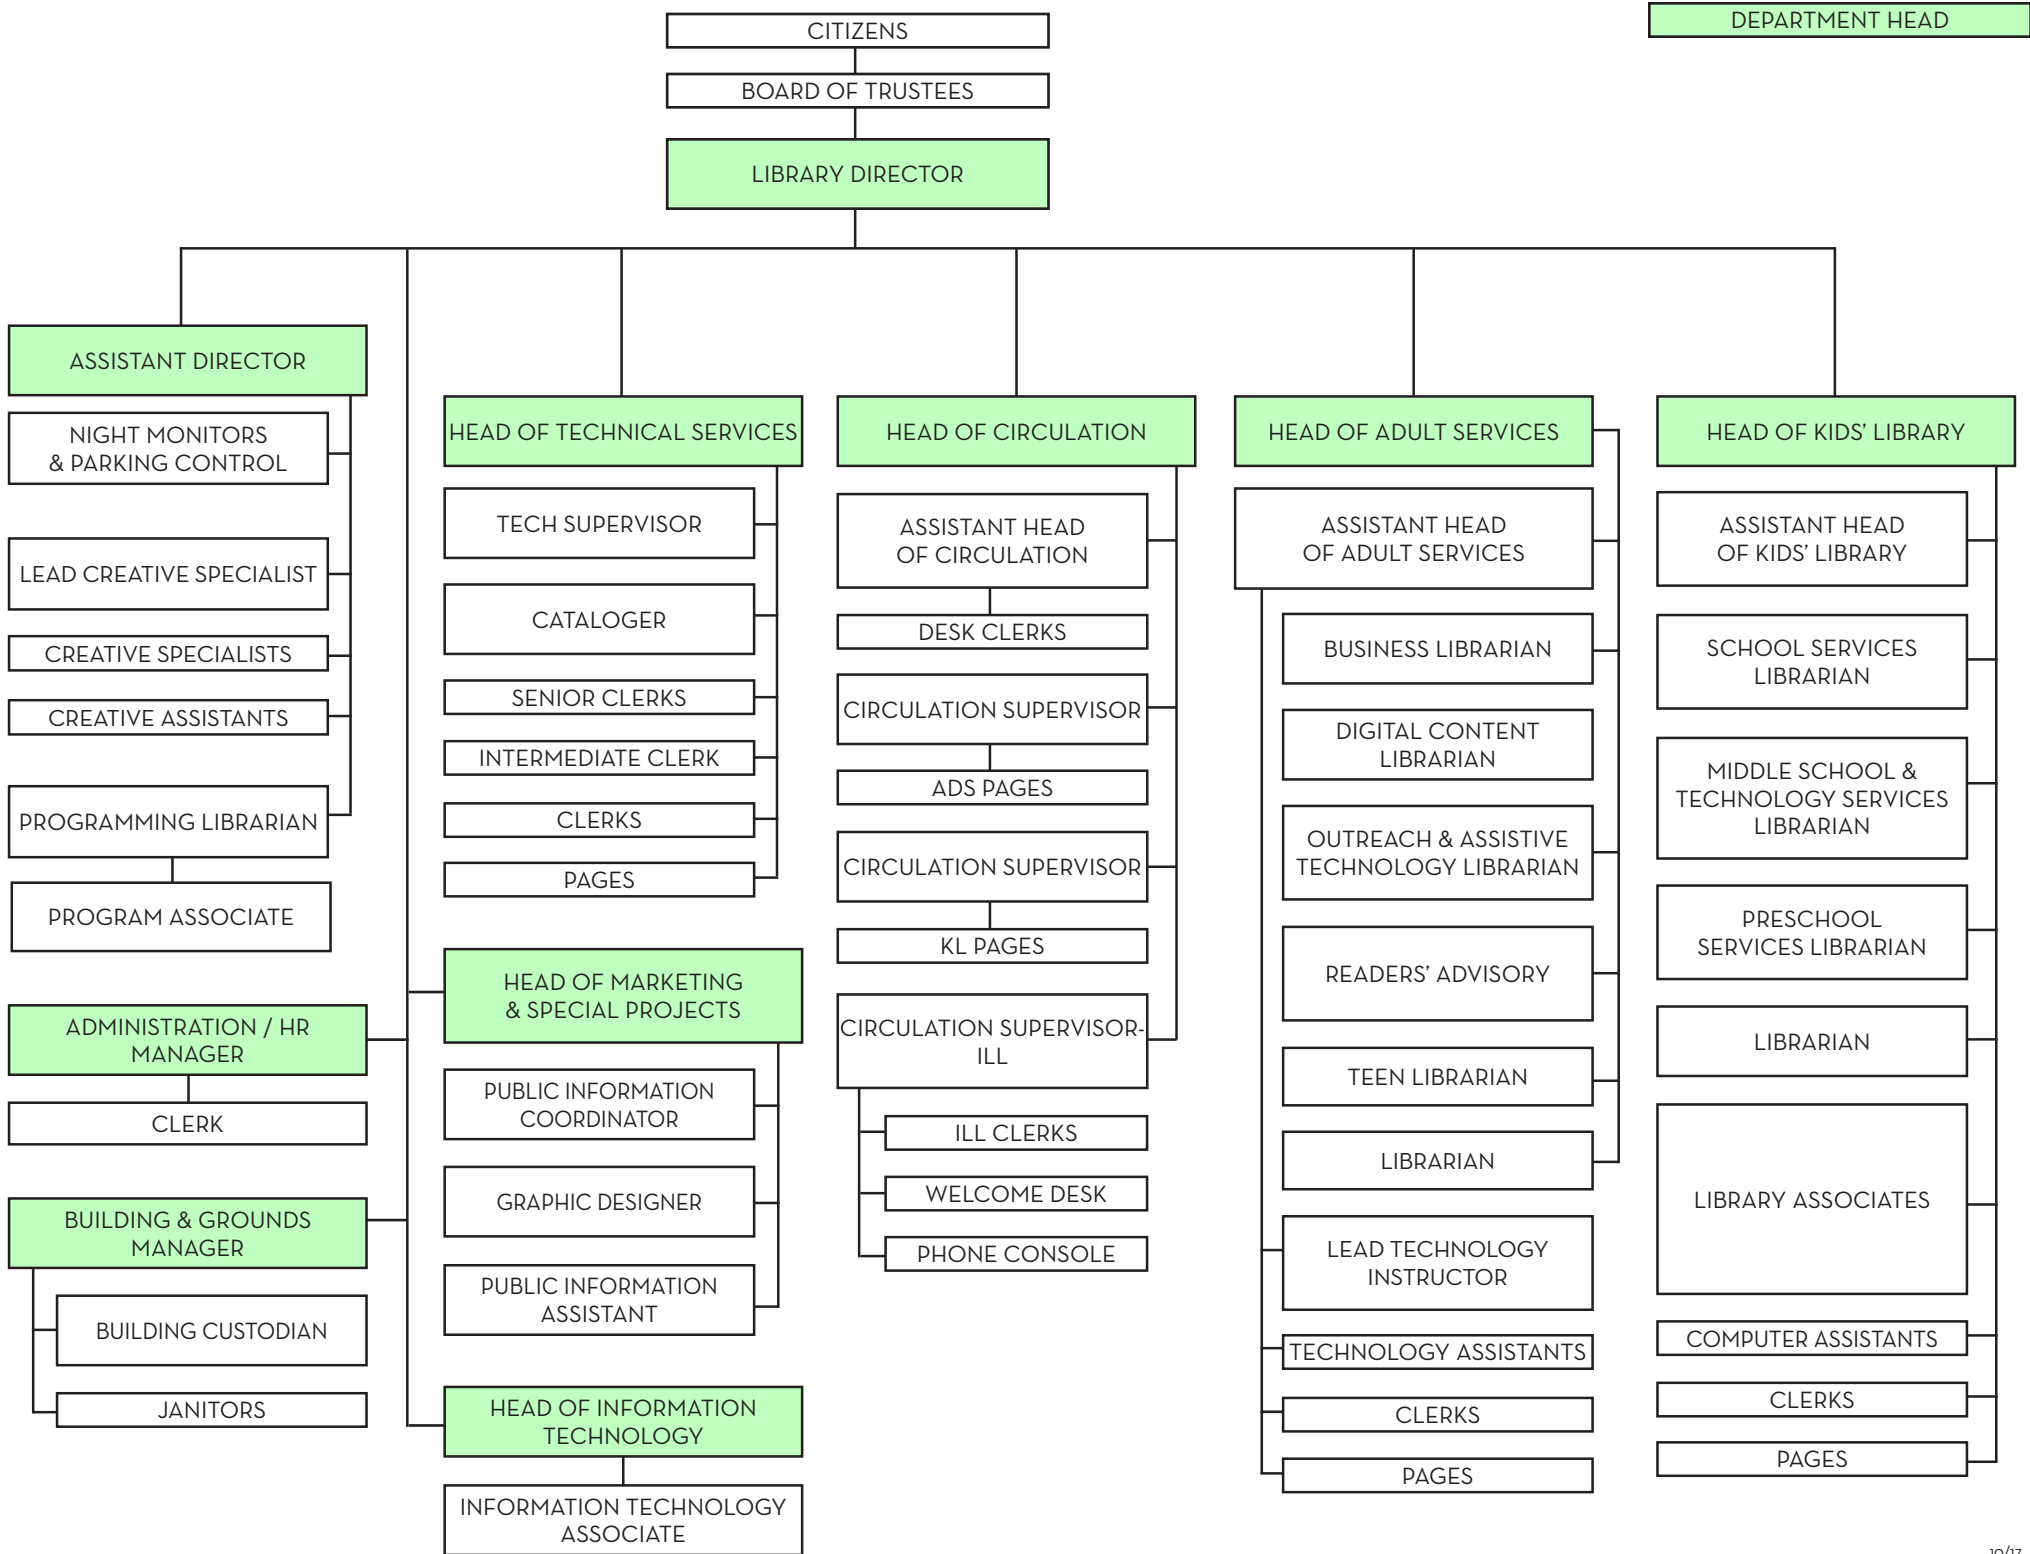 CITIZENS
DEPARTMENT HEAD
BOARD OF TRUSTEES
LIBRARY DIRECTOR
ASSISTANT DIRECTOR
NIGHT MONITORS
& PARKING CONTROL
LEAD CREATIVE SPECIALIST
CREATIVE SPECIALISTS
CREATIVE ASSISTANTS
PROGRAMMING LIBRARIAN
PROGRAM ASSOCIATE
ADMINISTRATION / HR
MANAGER
CLERK
BUILDING & GROUNDS
MANAGER
BUILDING CUSTODIAN
JANITORS
HEAD OF TECHNICAL SERVICES
TECH SUPERVISOR
CATALOGER
SENIOR CLERKS
INTERMEDIATE CLERK
CLERKS
PAGES
HEAD OF MARKETING
& SPECIAL PROJECTS
PUBLIC INFORMATION
COORDINATOR
GRAPHIC DESIGNER
PUBLIC INFORMATION
ASSISTANT
HEAD OF INFORMATION
TECHNOLOGY
INFORMATION TECHNOLOGY
ASSOCIATE
HEAD OF CIRCULATION
ASSISTANT HEAD
OF CIRCULATION
DESK CLERKS
CIRCULATION SUPERVISOR
ADS PAGES
CIRCULATION SUPERVISOR
KL PAGES
CIRCULATION SUPERVISOR-
ILL
ILL CLERKS
WELCOME DESK
PHONE CONSOLE
HEAD OF ADULT SERVICES
ASSISTANT HEAD
OF ADULT SERVICES
BUSINESS LIBRARIAN
DIGITAL CONTENT
LIBRARIAN
OUTREACH & ASSISTIVE
TECHNOLOGY LIBRARIAN
READERS' ADVISORY
TEEN LIBRARIAN
LIBRARIAN
LEAD TECHNOLOGY
INSTRUCTOR
TECHNOLOGY ASSISTANTS
CLERKS
PAGES
HEAD OF KIDS' LIBRARY
ASSISTANT HEAD
OF KIDS' LIBRARY
SCHOOL SERVICES
LIBRARIAN
MIDDLE SCHOOL &
TECHNOLOGY SERVICES
LIBRARIAN
PRESCHOOL
SERVICES LIBRARIAN
LIBRARIAN
LIBRARY ASSOCIATES
COMPUTER ASSISTANTS
CLERKS
PAGES
10/17